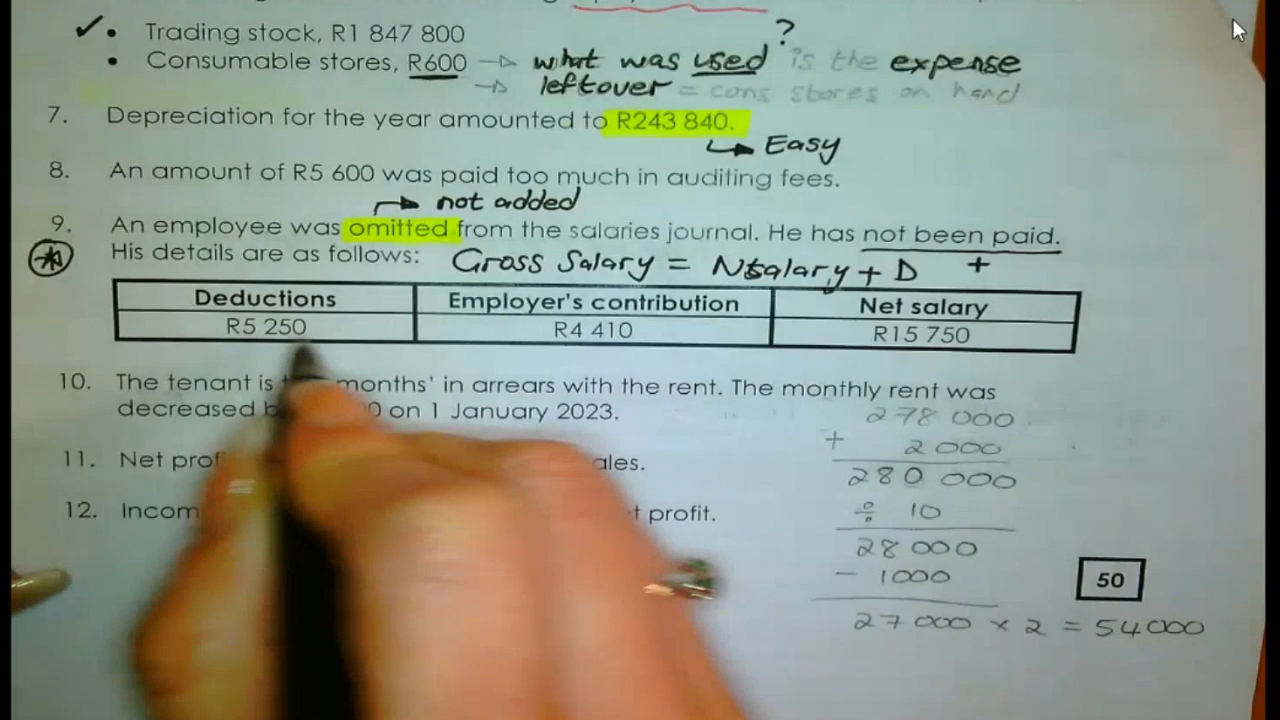 • Trading stock, R1 847 800 ?
• Consumable stores, R600 → what was used is the expense
→ leftover = cons stores on hand
7. Depreciation for the year amounted to R243 840.
→ Easy
8. An amount of R5 600 was paid too much in auditing fees.
→ not added
9. An employee was omitted from the salaries journal. He has not been paid.
His details are as follows: Gross Salary = Nsalary + D +
Deductions Employer's contribution Net salary
R5 250 R4 410 R15 750
10. The tenant is months' in arrears with the rent. The monthly rent was
decreased on 1 January 2023.
278 000
+ 2 000
11. Net ales.
280 000
12. profit.
÷ 10
28 000
- 1000
50
27 000 × 2 = 54 000